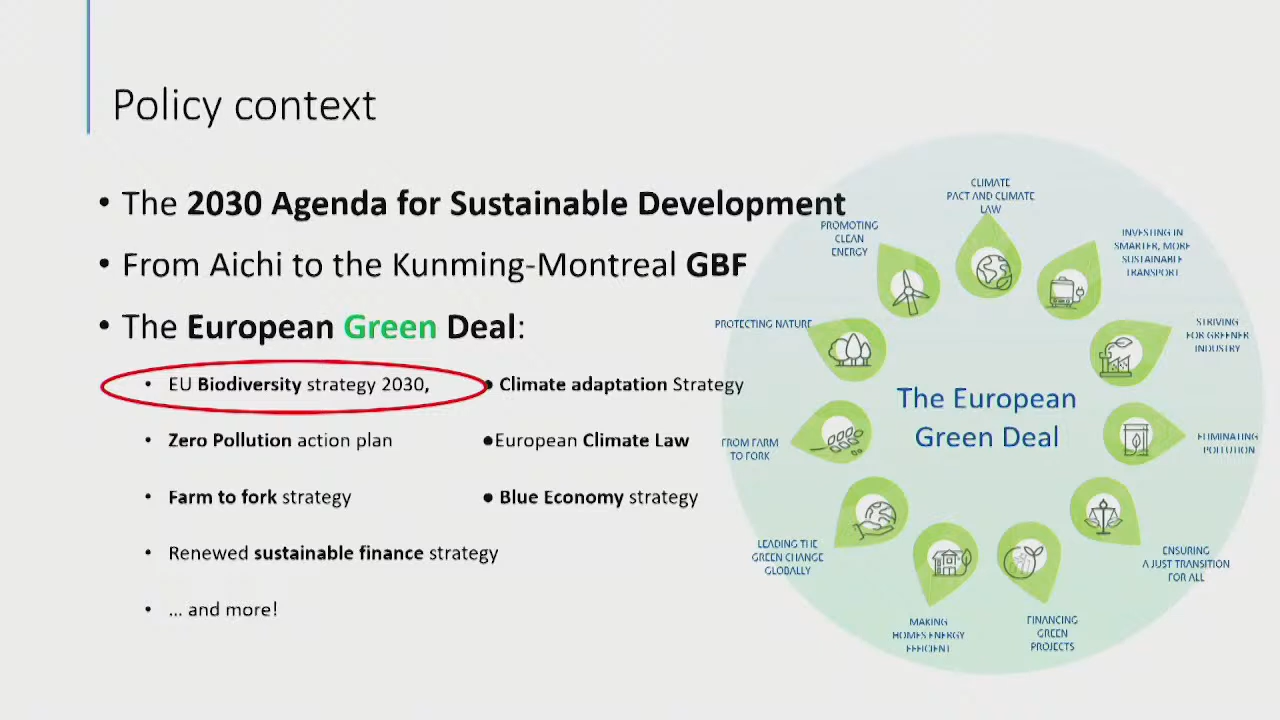 Policy context
• The 2030 Agenda for Sustainable Development
• From Aichi to the Kunming-Montreal GBF
• The European Green Deal:
• EU Biodiversity strategy 2030,
• Zero Pollution action plan
• Farm to fork strategy
• Renewed sustainable finance strategy
• ... and more!
● Climate adaptation Strategy
●European Climate Law
● Blue Economy strategy
CLIMATE
PACT AND CLIMATE
LAW
INVESTING IN
SMARTER, MORE
SUSTAINABLE
TRANSPORT
STRIVING
FOR GREENER
INDUSTRY
ELIMINATING
POLLUTION
ENSURING
A JUST TRANSITION
FOR ALL
FINANCING
GREEN
PROJECTS
MAKING
HOMES ENERGY
EFFICIENT
LEADING THE
GREEN CHANGE
GLOBALLY
FROM FARM
TO FORK
PROTECTING NATURE
PROMOTING
CLEAN
ENERGY
The European
Green Deal